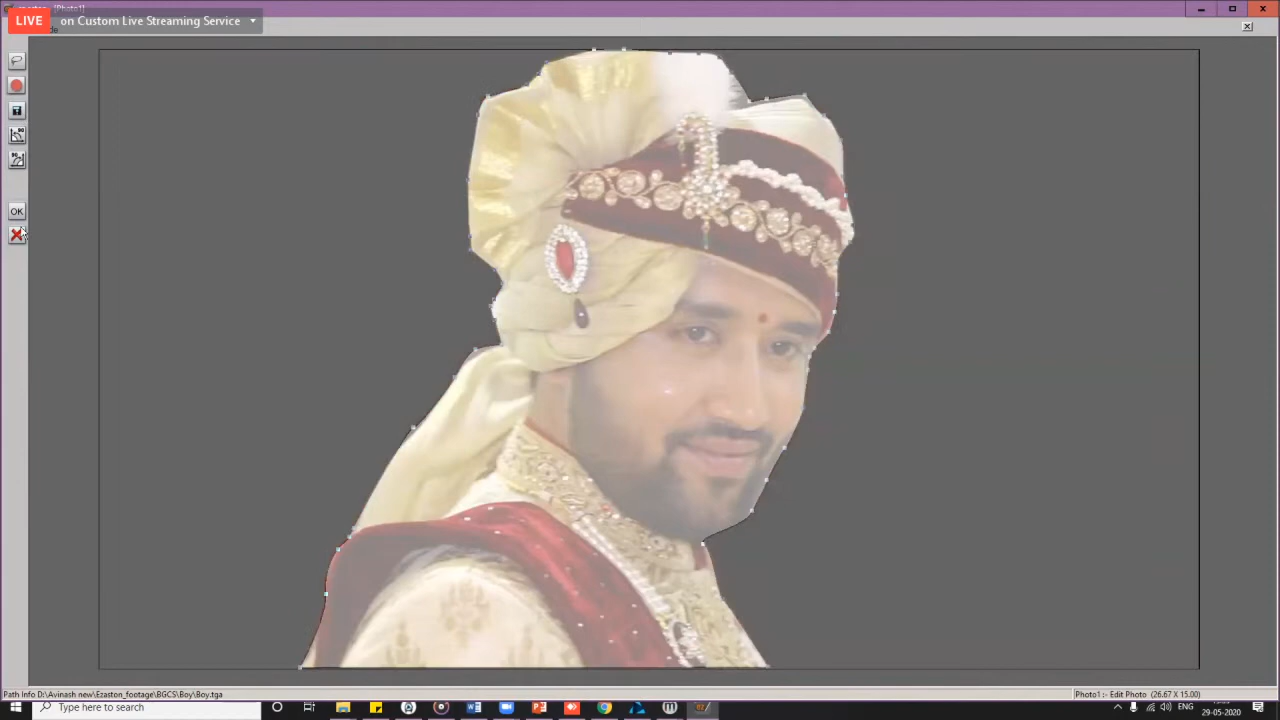 LIVE on Custom Live Streaming Service
OK
Path Info D:\Avinash new\Ezaston_footage\BGCS\Boy\Boy.tga
Photo1 :- Edit Photo (26.67 X 15.00)
Type here to search
ENG
29-05-2020